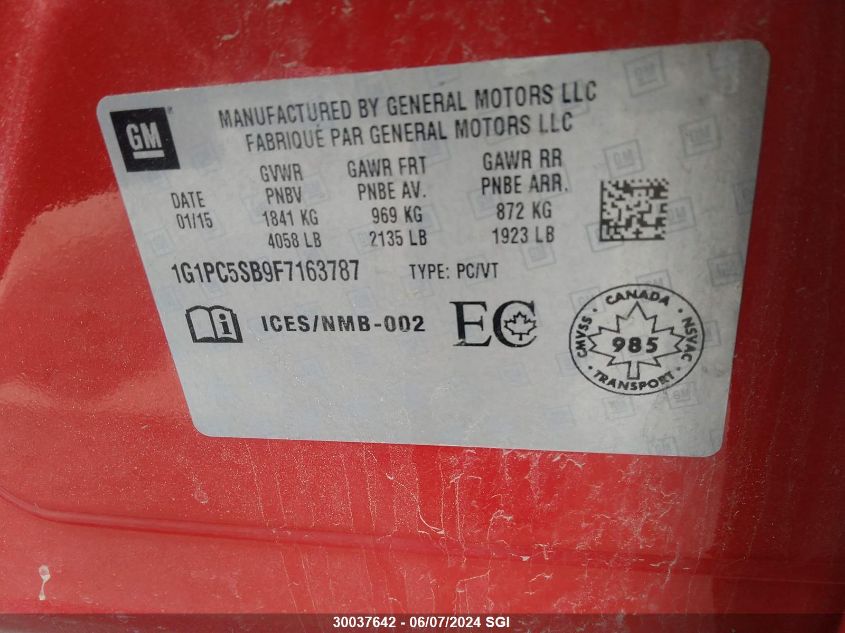 GM
MANUFACTURED BY GENERAL MOTORS LLC
FABRIQUÉ PAR GENERAL MOTORS LLC
GVWR GAWR FRT GAWR RR
DATE PNBV PNBE AV. PNBE ARR.
01/15 1841 KG 969 KG 872 KG
4058 LB 2135 LB 1923 LB
1G1PC5SB9F7163787 TYPE: PC/VT
ICES/NMB-002 EC
CANADA
CMVSS 985 NSVAC
TRANSPORT
30037642 - 06/07/2024 SGI